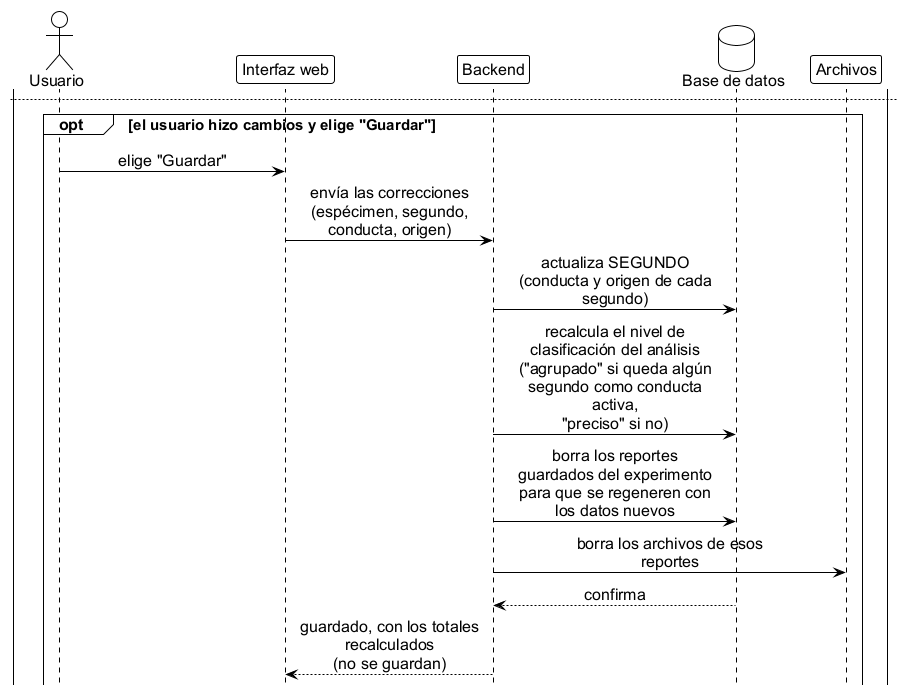 Usuario
Interfaz web
Backend
Base de datos
Archivos
opt
[el usuario hizo cambios y elige "Guardar"]
elige "Guardar"
envía las correcciones
(espécimen, segundo,
conducta, origen)
actualiza SEGUNDO
(conducta y origen de cada
segundo)
recalcula el nivel de
clasificación del análisis
("agrupado" si queda algún
segundo como conducta
activa,
"preciso" si no)
borra los reportes
guardados del experimento
para que se regeneren con
los datos nuevos
borra los archivos de esos
reportes
confirma
guardado, con los totales
recalculados
(no se guardan)